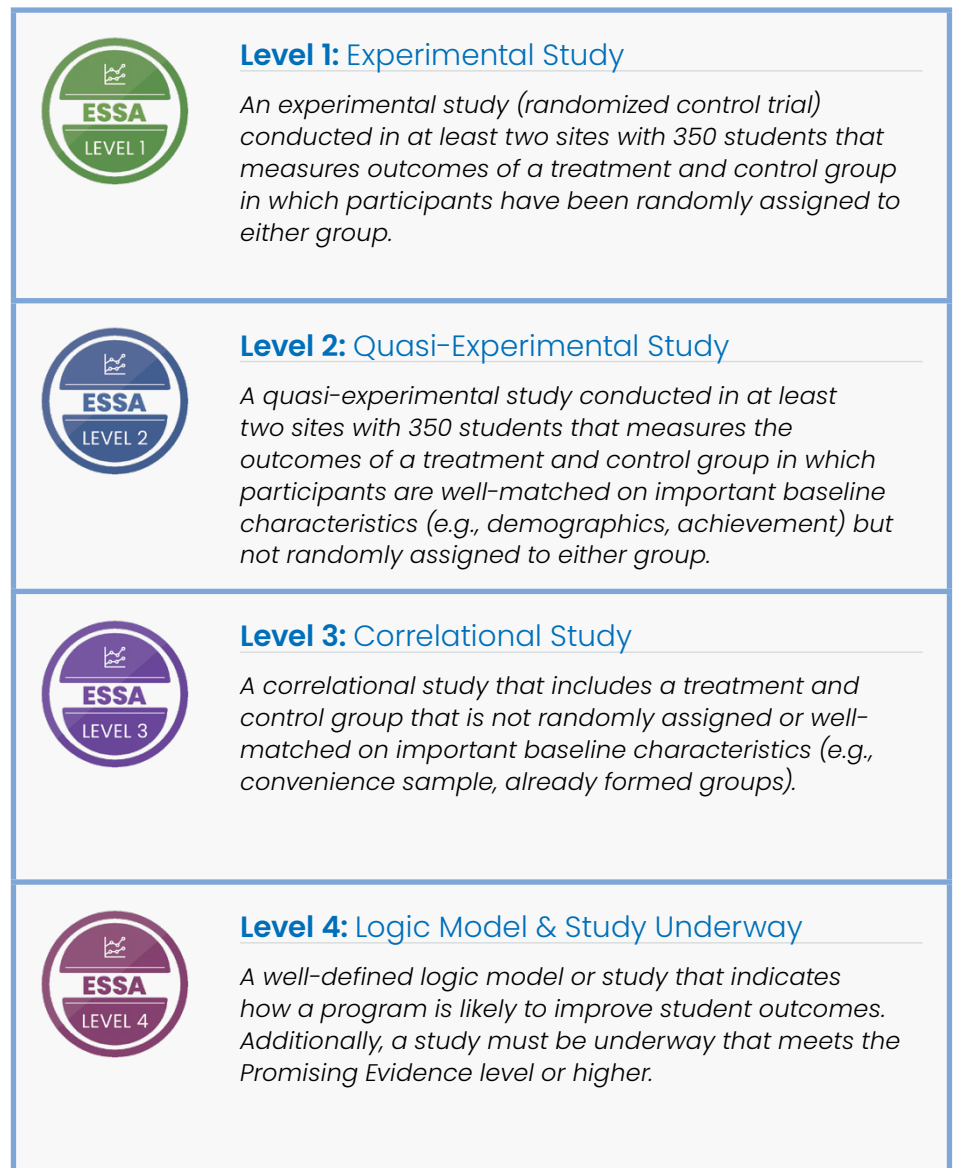 ESSA
LEVEL 1
Level 1: Experimental Study
An experimental study (randomized control trial)
conducted in at least two sites with 350 students that
measures outcomes of a treatment and control group
in which participants have been randomly assigned to
either group.
ESSA
LEVEL 2
Level 2: Quasi-Experimental Study
A quasi-experimental study conducted in at least
two sites with 350 students that measures the
outcomes of a treatment and control group in which
participants are well-matched on important baseline
characteristics (e.g., demographics, achievement) but
not randomly assigned to either group.
ESSA
LEVEL 3
Level 3: Correlational Study
A correlational study that includes a treatment and
control group that is not randomly assigned or well-
matched on important baseline characteristics (e.g.,
convenience sample, already formed groups).
ESSA
LEVEL 4
Level 4: Logic Model & Study Underway
A well-defined logic model or study that indicates
how a program is likely to improve student outcomes.
Additionally, a study must be underway that meets the
Promising Evidence level or higher.